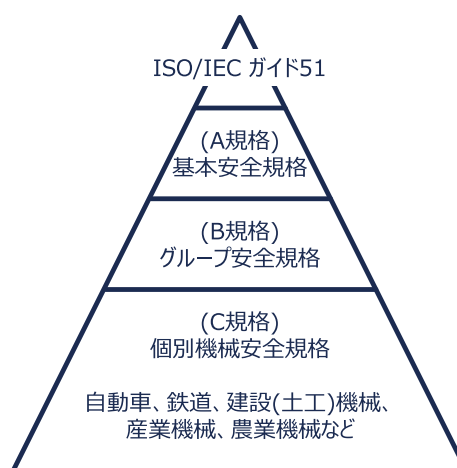 ISO/IEC ガイド51
(A規格)
基本安全規格
(B規格)
グループ安全規格
(C規格)
個別機械安全規格
自動車、鉄道、建設(土工)機械、
産業機械、農業機械など